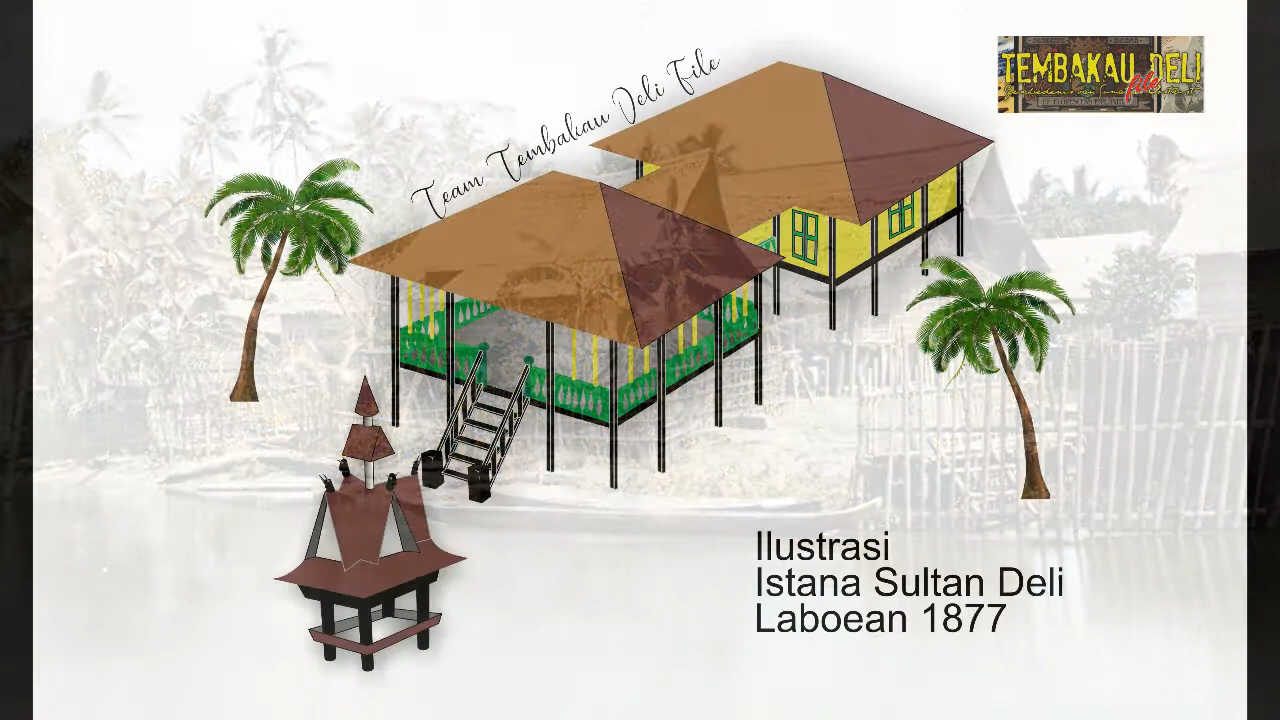 TEMBAKAU DELI
file
Team Tembakau Deli File
Ilustrasi
Istana Sultan Deli
Laboean 1877